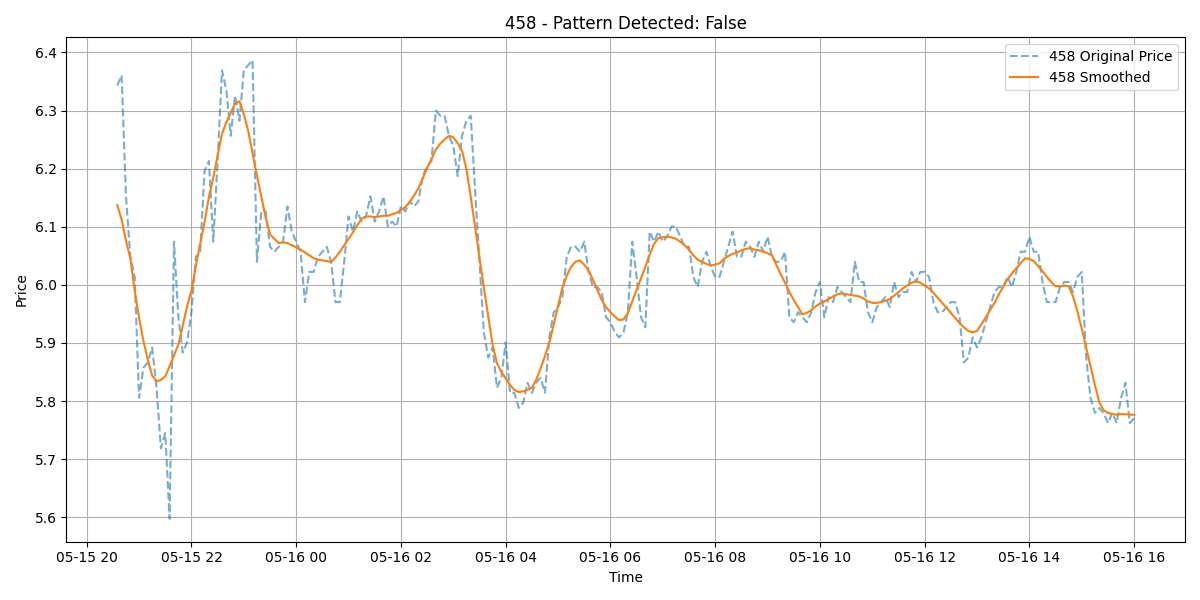 458 - Pattern Detected: False
458 Original Price
458 Smoothed
Price
6.4
6.3
6.2
6.1
6.0
5.9
5.8
5.7
5.6
05-15 20 05-15 22 05-16 00 05-16 02 05-16 04 05-16 06 05-16 08 05-16 10 05-16 12 05-16 14 05-16 16
Time